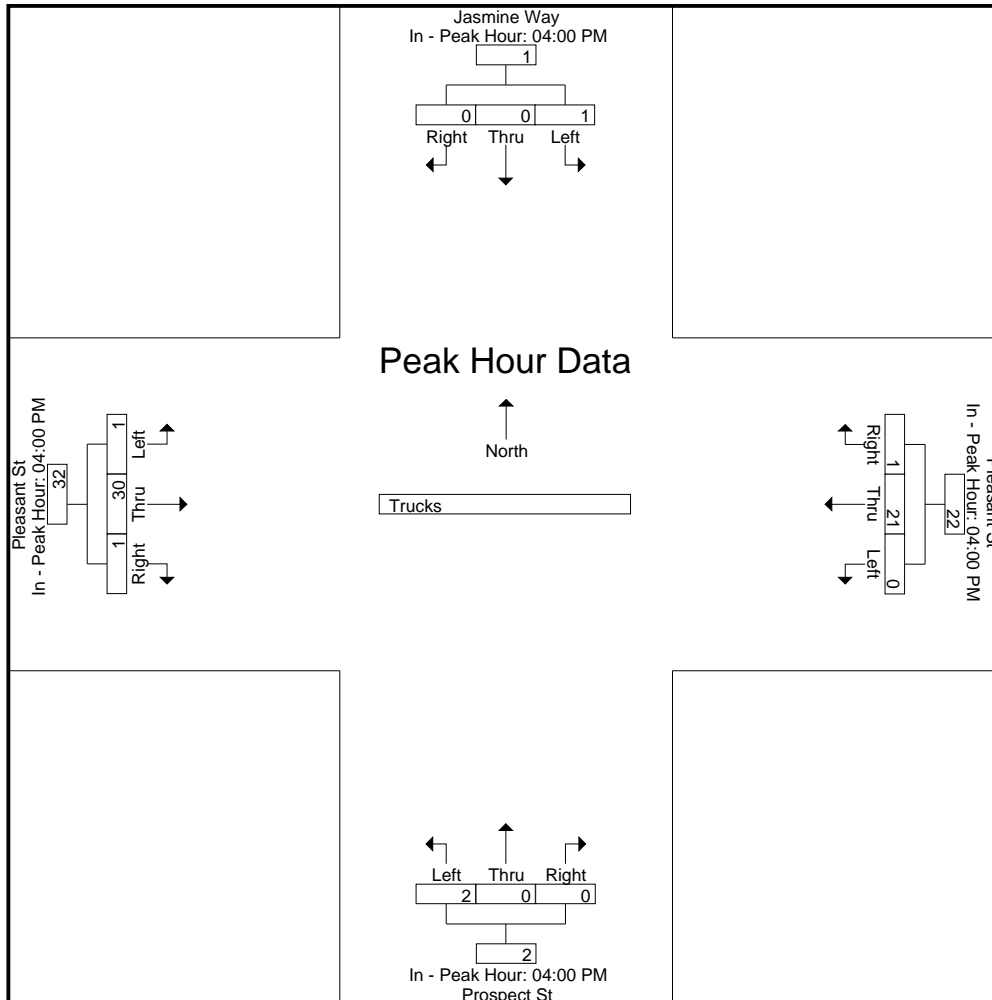 Jasmine Way
In - Peak Hour: 04:00 PM
1
0 0 1
Right Thru Left
Peak Hour Data
North
Trucks
Pleasant St
In - Peak Hour: 04:00 PM
32
1 30 1
Left Thru Right
Pleasant St
In - Peak Hour: 04:00 PM
22
1 21 0
Right Thru Left
Left Thru Right
2 0 0
2
In - Peak Hour: 04:00 PM
Prospect St